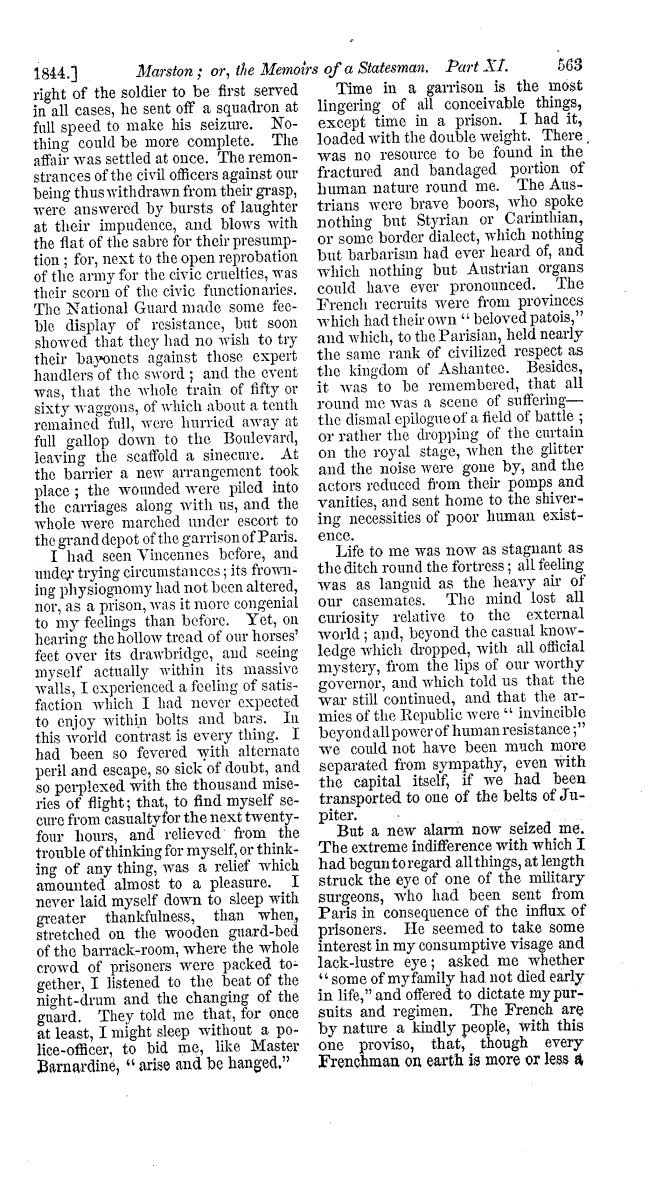 1844.] Marston; or, the Memoirs of a Statesman. Part XI. 563
right of the soldier to be first served
in all cases, he sent off a squadron at
full speed to make his seizure. No-
thing could be more complete. The
affair was settled at once. The remon-
strances of the civil officers against our
being thus withdrawn from their grasp,
were answered by bursts of laughter
at their impudence, and blows with
the flat of the sabre for their presump-
tion; for, next to the open reprobation
of the army for the civic cruelties, was
their scorn of the civic functionaries.
The National Guard made some fee-
ble display of resistance, but soon
showed that they had no wish to try
their bayonets against those expert
handlers of the sword; and the event
was, that the whole train of fifty or
sixty waggons, of which about a tenth
remained full, were hurried away at
full gallop down to the Boulevard,
leaving the scaffold a sinecure. At
the barrier a new arrangement took
place; the wounded were piled into
the carriages along with us, and the
whole were marched under escort to
the grand depot of the garrison of Paris.
I had seen Vincennes before, and
under trying circumstances; its frown-
ing physiognomy had not been altered,
nor, as a prison, was it more congenial
to my feelings than before. Yet, on
hearing the hollow tread of our horses'
feet over its drawbridge, and seeing
myself actually within its massive
walls, I experienced a feeling of satis-
faction which I had never expected
to enjoy within bolts and bars. In
this world contrast is every thing. I
had been so fevered with alternate
peril and escape, so sick of doubt, and
so perplexed with the thousand mise-
ries of flight; that, to find myself se-
cure from casualty for the next twenty-
four hours, and relieved from the
trouble of thinking for myself, or think-
ing of any thing, was a relief which
amounted almost to a pleasure. I
never laid myself down to sleep with
greater thankfulness, than when,
stretched on the wooden guard-bed
of the barrack-room, where the whole
crowd of prisoners were packed to-
gether, I listened to the beat of the
night-drum and the changing of the
guard. They told me that, for once
at least, I might sleep without a po-
lice-officer, to bid me, like Master
Barnardine, "arise and be hanged."
Time in a garrison is the most
lingering of all conceivable things,
except time in a prison. I had it,
loaded with the double weight. There
was no resource to be found in the
fractured and bandaged portion of
human nature round me. The Aus-
trians were brave boors, who spoke
nothing but Styrian or Carinthian,
or some border dialect, which nothing
but barbarism had ever heard of, and
which nothing but Austrian organs
could have ever pronounced. The
French recruits were from provinces
which had their own "beloved patois,"
and which, to the Parisian, held nearly
the same rank of civilized respect as
the kingdom of Ashantee. Besides,
it was to be remembered, that all
round me was a scene of suffering—
the dismal epilogue of a field of battle;
or rather the dropping of the curtain
on the royal stage, when the glitter
and the noise were gone by, and the
actors reduced from their pomps and
vanities, and sent home to the shiver-
ing necessities of poor human exist-
ence.
Life to me was now as stagnant as
the ditch round the fortress; all feeling
was as languid as the heavy air of
our casemates. The mind lost all
curiosity relative to the external
world; and, beyond the casual know-
ledge which dropped, with all official
mystery, from the lips of our worthy
governor, and which told us that the
war still continued, and that the ar-
mies of the Republic were "invincible
beyond all power of human resistance;"
we could not have been much more
separated from sympathy, even with
the capital itself, if we had been
transported to one of the belts of Ju-
piter.
But a new alarm now seized me.
The extreme indifference with which I
had begun to regard all things, at length
struck the eye of one of the military
surgeons, who had been sent from
Paris in consequence of the influx of
prisoners. He seemed to take some
interest in my consumptive visage and
lack-lustre eye; asked me whether
"some of my family had not died early
in life," and offered to dictate my pur-
suits and regimen. The French are
by nature a kindly people, with this
one proviso, that, though every
Frenchman on earth is more or less a